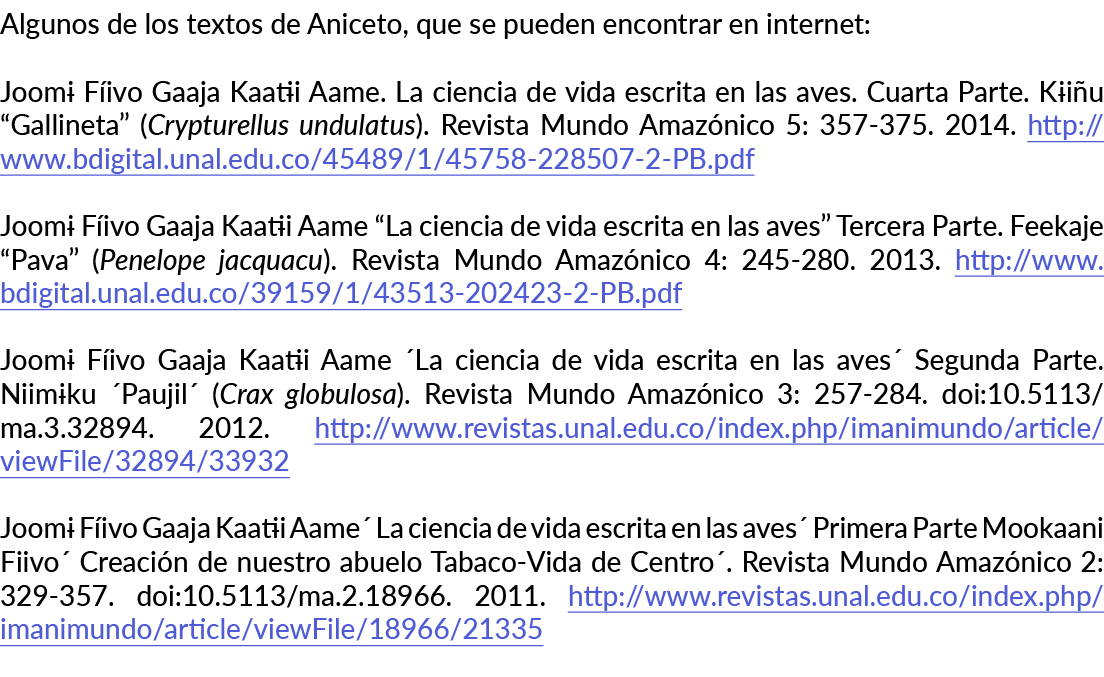 Algunos de los textos de Aniceto, que se pueden encontrar en internet:
Joomɨ Fíivo Gaaja Kaatɨi Aame. La ciencia de vida escrita en las aves. Cuarta Parte. Kɨiñu
“Gallineta” (Crypturellus undulatus). Revista Mundo Amazónico 5: 357-375. 2014. http://
www.bdigital.unal.edu.co/45489/1/45758-228507-2-PB.pdf
Joomɨ Fíivo Gaaja Kaatɨi Aame “La ciencia de vida escrita en las aves” Tercera Parte. Feekaje
“Pava” (Penelope jacquacu). Revista Mundo Amazónico 4: 245-280. 2013. http://www.
bdigital.unal.edu.co/39159/1/43513-202423-2-PB.pdf
Joomɨ Fíivo Gaaja Kaatɨi Aame ´La ciencia de vida escrita en las aves´ Segunda Parte.
Niimɨku ´Paujil´ (Crax globulosa). Revista Mundo Amazónico 3: 257-284. doi:10.5113/
ma.3.32894. 2012. http://www.revistas.unal.edu.co/index.php/imanimundo/article/
viewFile/32894/33932
Joomɨ Fíivo Gaaja Kaatɨi Aame´ La ciencia de vida escrita en las aves´ Primera Parte Mookaani
Fiivo´ Creación de nuestro abuelo Tabaco-Vida de Centro´. Revista Mundo Amazónico 2:
329-357. doi:10.5113/ma.2.18966. 2011. http://www.revistas.unal.edu.co/index.php/
imanimundo/article/viewFile/18966/21335